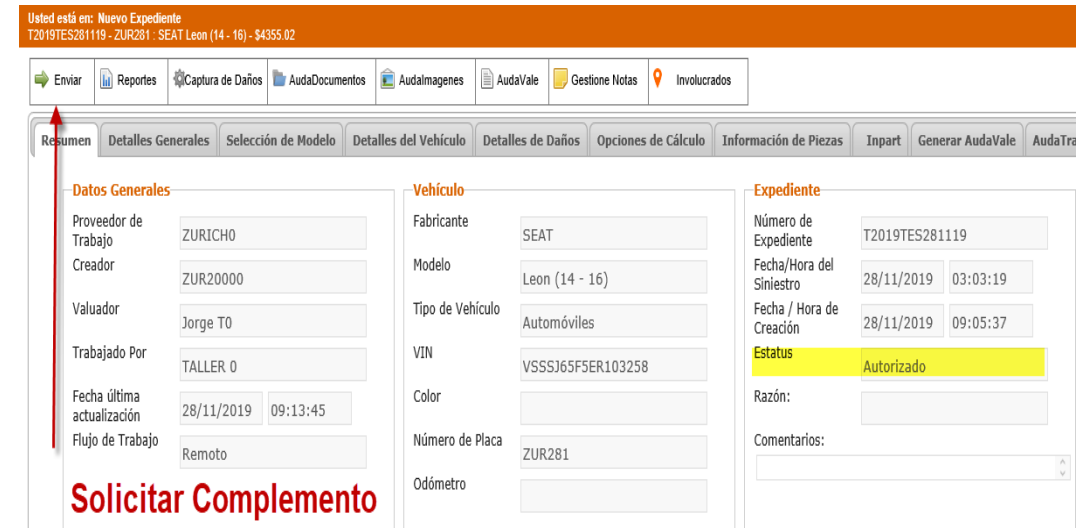 Usted está en: Nuevo Expediente
T2019TES281119 - ZUR281 : SEAT Leon (14 - 16) - $4355.02
Enviar Reportes Captura de Daños AudaDocumentos AudaImagenes AudaVale Gestione Notas Involucrados
Resumen Detalles Generales Selección de Modelo Detalles del Vehículo Detalles de Daños Opciones de Cálculo Información de Piezas Inpart Generar AudaVale AudaTra
Datos Generales
Proveedor de
Trabajo
ZURICH0
Creador
ZUR20000
Valuador
Jorge T0
Trabajado Por
TALLER 0
Fecha última
actualización
28/11/2019 09:13:45
Flujo de Trabajo
Remoto
Solicitar Complemento
Vehículo
Fabricante
SEAT
Modelo
Leon (14 - 16)
Tipo de Vehículo
Automóviles
VIN
VSSSJ65F5ER103258
Color
Número de Placa
ZUR281
Odómetro
Expediente
Número de
Expediente
T2019TES281119
Fecha/Hora del
Siniestro
28/11/2019 03:03:19
Fecha / Hora de
Creación
28/11/2019 09:05:37
Estatus
Autorizado
Razón:
Comentarios: